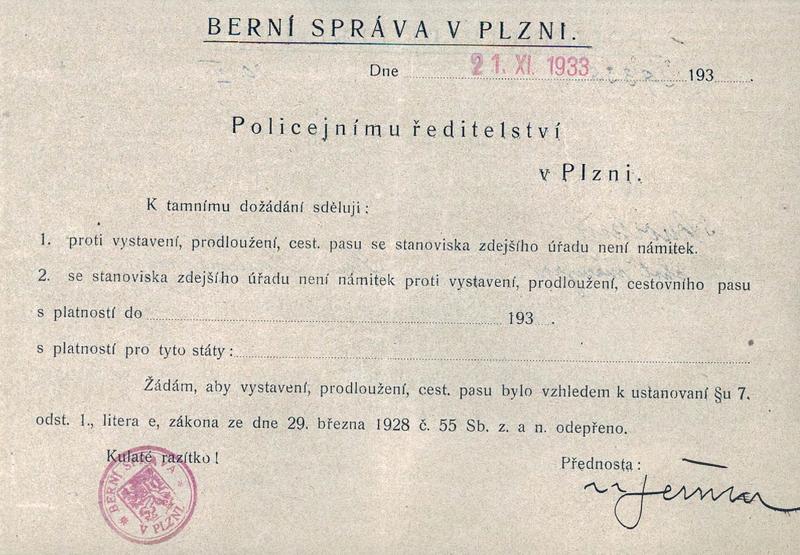 BERNÍ SPRÁVA V PLZNI.
Dne 21. XI. 1933 193
Policejnímu ředitelství
v Plzni.
K tamnímu dožádání sděluji:
1. proti vystavení, prodloužení, cest. pasu se stanoviska zdejšího úřadu není námitek.
2. se stanoviska zdejšího úřadu není námitek proti vystavení, prodloužení, cestovního pasu
s platností do 193 .
s platností pro tyto státy:
Žádám, aby vystavení, prodloužení, cest. pasu bylo vzhledem k ustanovaní §u 7.
odst. 1., litera e, zákona ze dne 29. března 1928 č. 55 Sb. z. a n. odepřeno.
Kulaté razítko!
Přednosta:
BERNÍ SPRÁVA
V PLZNI